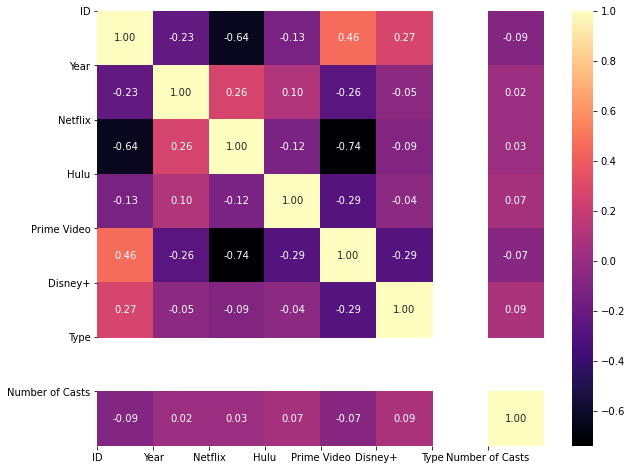 ID
1.00 -0.23 -0.64 -0.13 0.46 0.27 -0.09
Year
-0.23 1.00 0.26 0.10 -0.26 -0.05 0.02
Netflix
-0.64 0.26 1.00 -0.12 -0.74 -0.09 0.03
Hulu
-0.13 0.10 -0.12 1.00 -0.29 -0.04 0.07
Prime Video
0.46 -0.26 -0.74 -0.29 1.00 -0.29 -0.07
Disney+
0.27 -0.05 -0.09 -0.04 -0.29 1.00 0.09
Type
Number of Casts
-0.09 0.02 0.03 0.07 -0.07 0.09 1.00
ID Year Netflix Hulu Prime Video Disney+ Type Number of Casts
1.0
0.8
0.6
0.4
0.2
0.0
−0.2
−0.4
−0.6